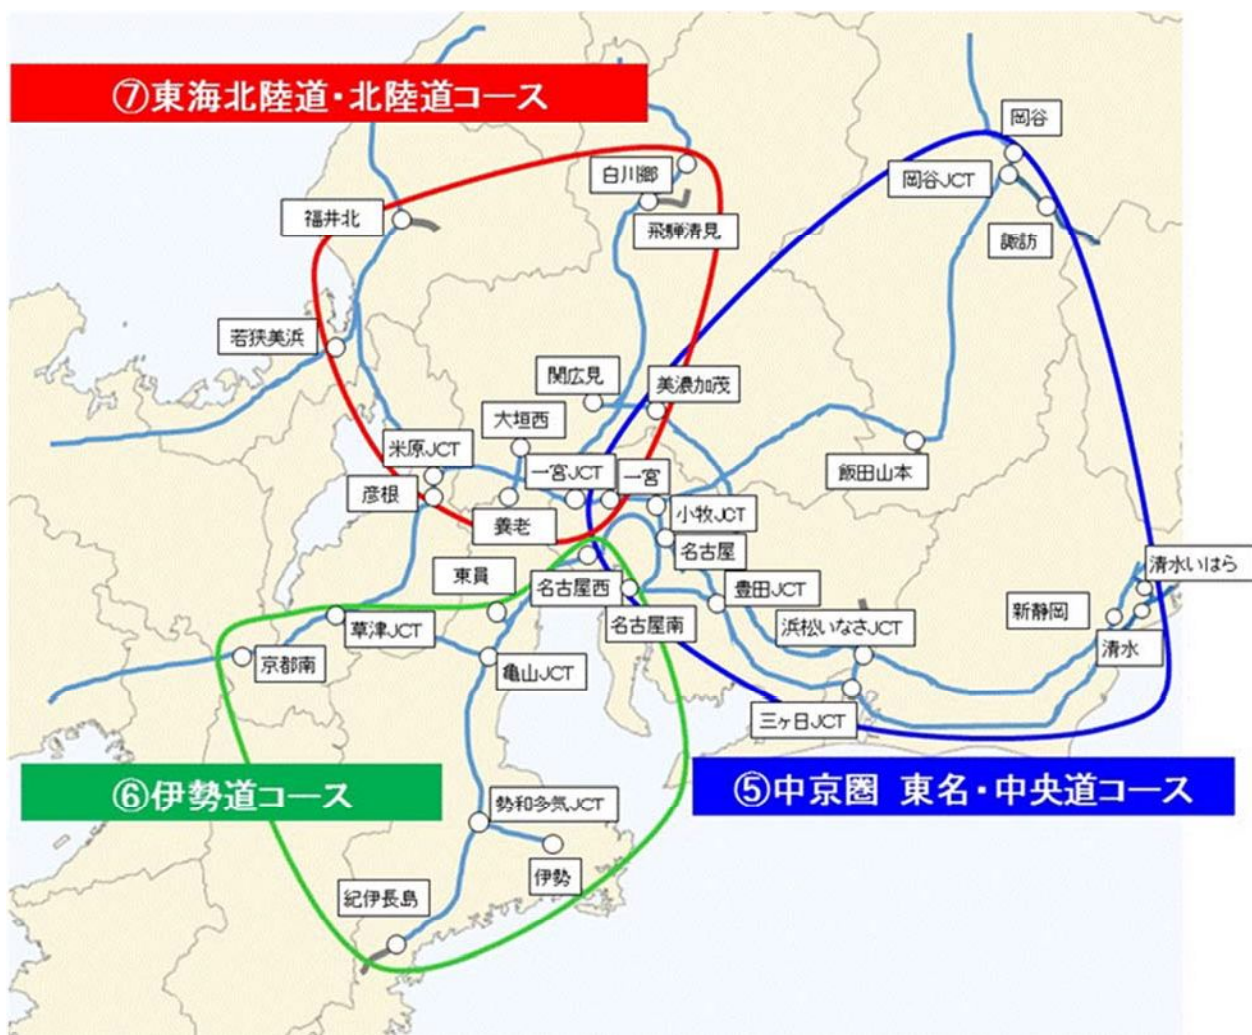 ⑦東海北陸道・北陸道コース
岡谷
白川郷
岡谷JCT
福井北
飛騨清見
諏訪
若狭美浜
関広見
美濃加茂
大垣西
米原JCT
一宮JCT
一宮
飯田山本
彦根
養老
小牧JCT
名古屋
清水いはら
東員
名古屋西
豊田JCT
新静岡
草津JCT
名古屋南
浜松いなさJCT
清水
京都南
亀山JCT
三ヶ日JCT
⑥伊勢道コース
⑤中京圏 東名・中央道コース
勢和多気JCT
伊勢
紀伊長島